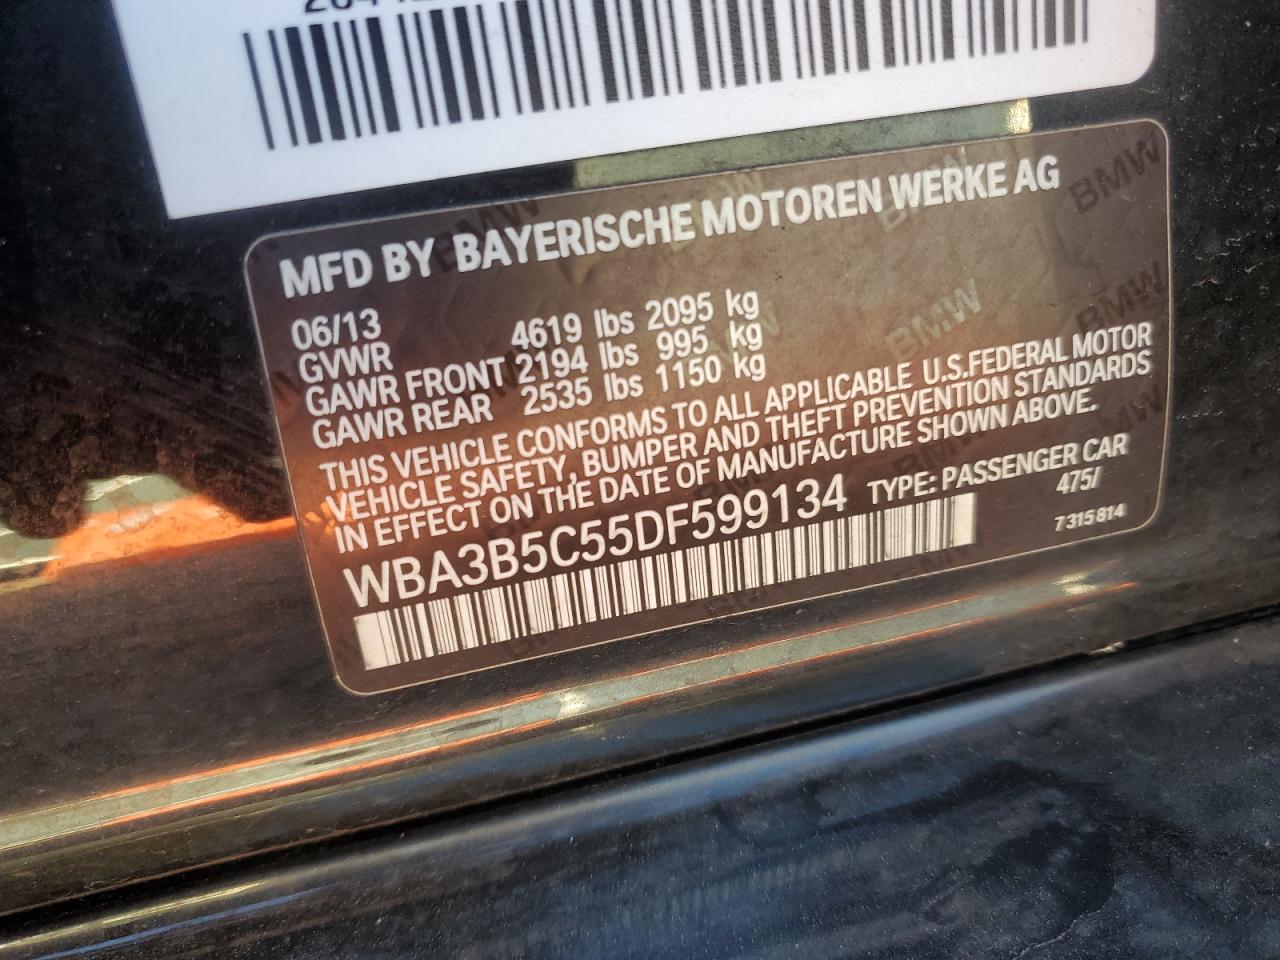 MFD BY BAYERISCHE MOTOREN WERKE AG
06/13
GVWR 4619 lbs 2095 kg
GAWR FRONT 2194 lbs 995 kg
GAWR REAR 2535 lbs 1150 kg
THIS VEHICLE CONFORMS TO ALL APPLICABLE U.S.FEDERAL MOTOR
VEHICLE SAFETY, BUMPER AND THEFT PREVENTION STANDARDS
IN EFFECT ON THE DATE OF MANUFACTURE SHOWN ABOVE.
WBA3B5C55DF599134 TYPE: PASSENGER CAR
475/
7 315 814